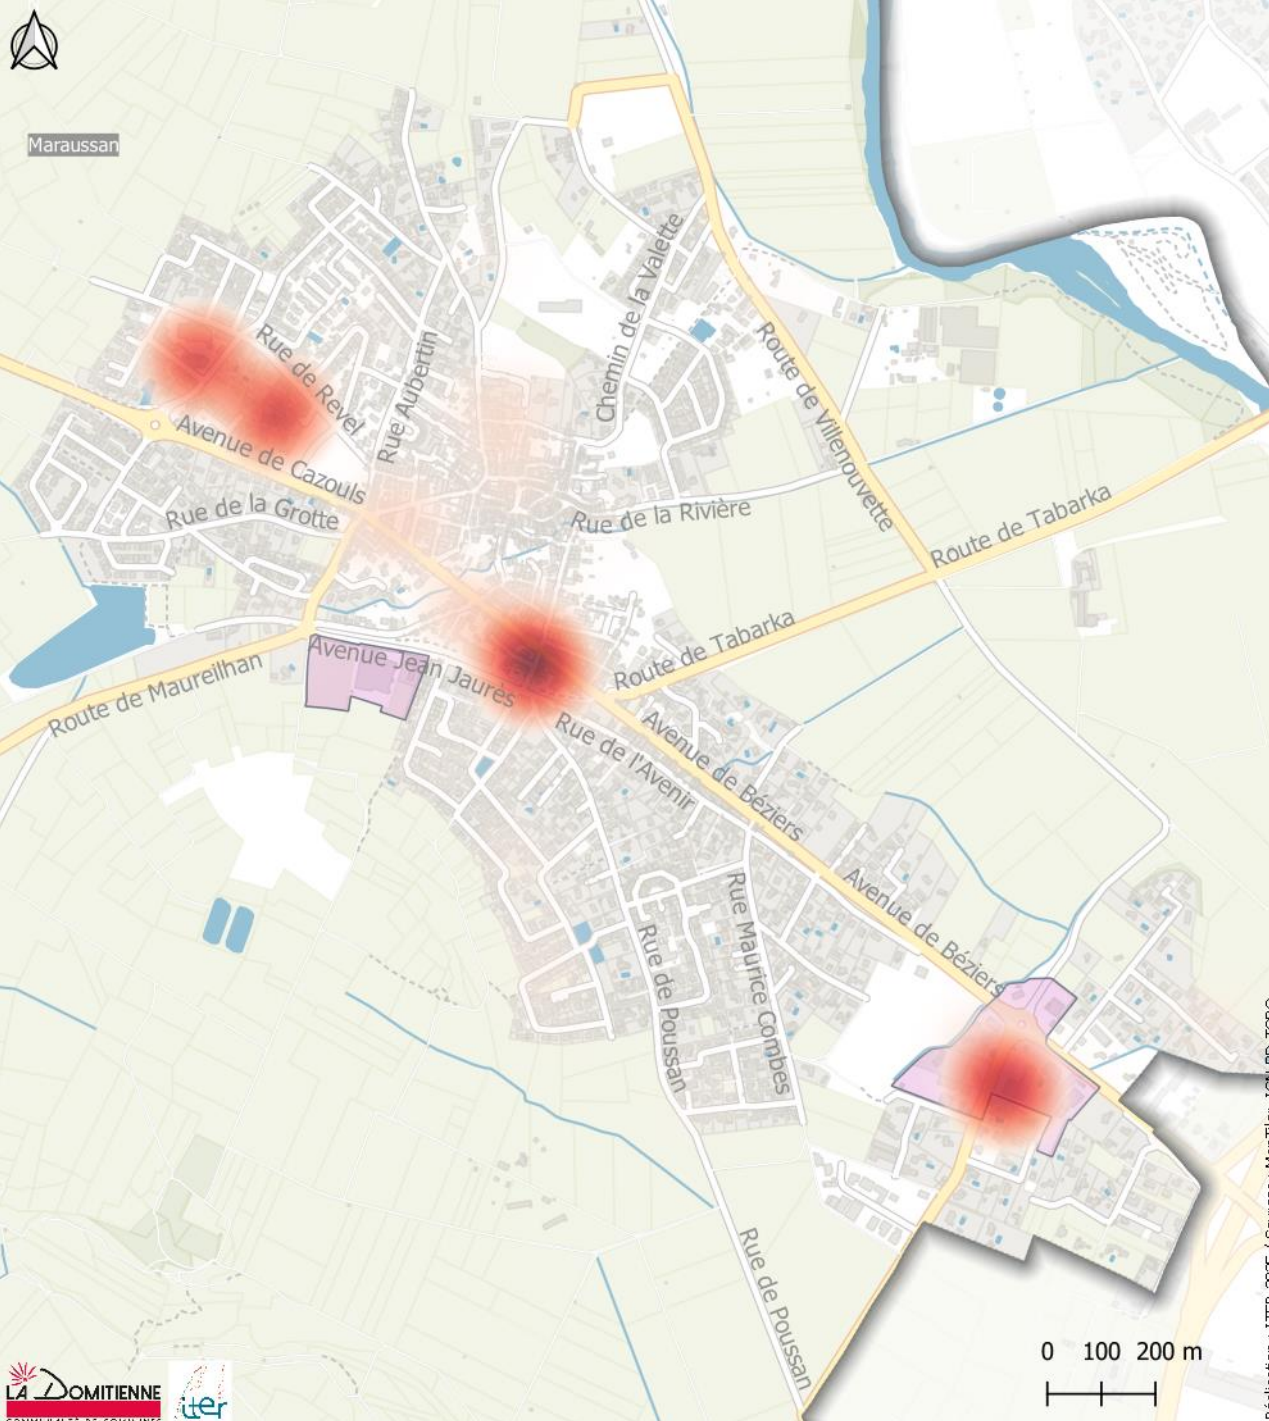 Maraussan
Chemin de la Valette
Rue de Revel
Rue Aubertin
Route de Villenouvette
Avenue de Cazouls
Rue de la Grotte
Rue de la Rivière
Route de Tabarka
Route de Tabarka
Avenue Jean Jaurès
Route de Maureilhan
Rue de l'Avenir
Avenue de Béziers
Avenue de Béziers
Rue Maurice Combes
Rue de Poussan
Rue de Poussan
0 100 200 m
LA DOMITIENNE
iter